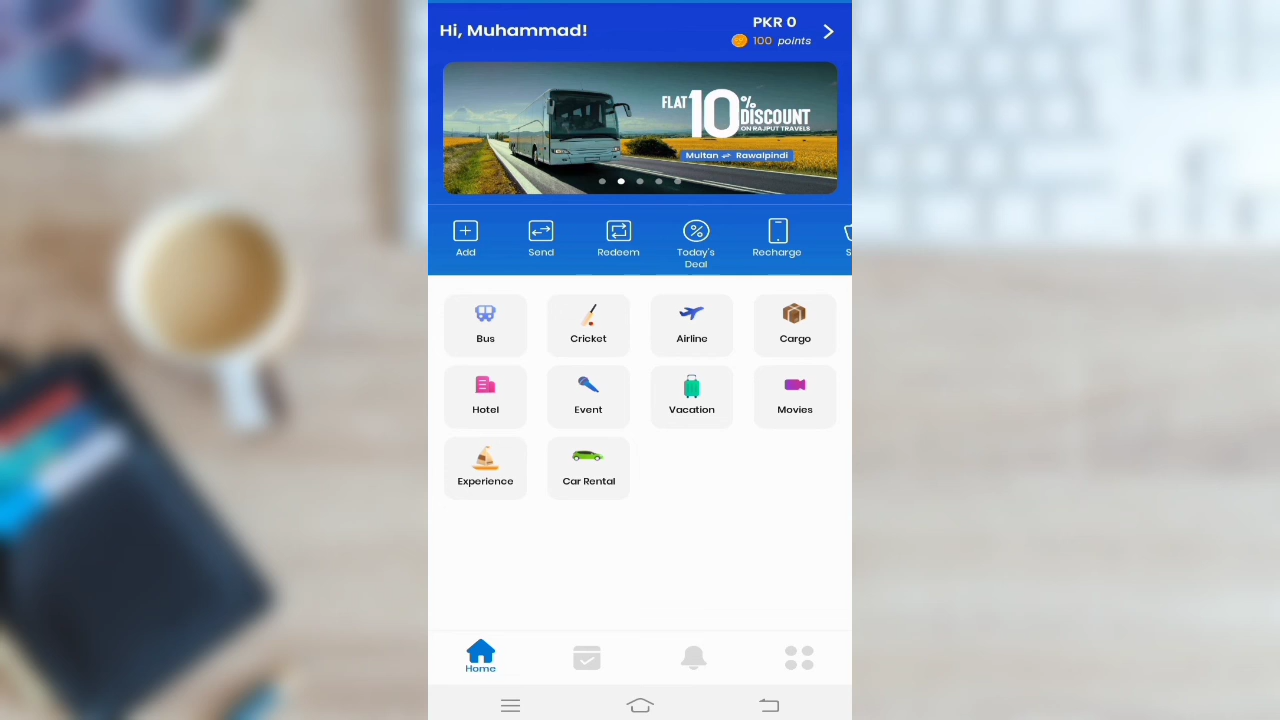 Hi, Muhammad!
PKR 0
100 points
FLAT 10% DISCOUNT
ON RAJPUT TRAVELS
Multan ⇌ Rawalpindi
Add
Send
Redeem
Today's
Deal
Recharge
S
Bus
Cricket
Airline
Cargo
Hotel
Event
Vacation
Movies
Experience
Car Rental
Home